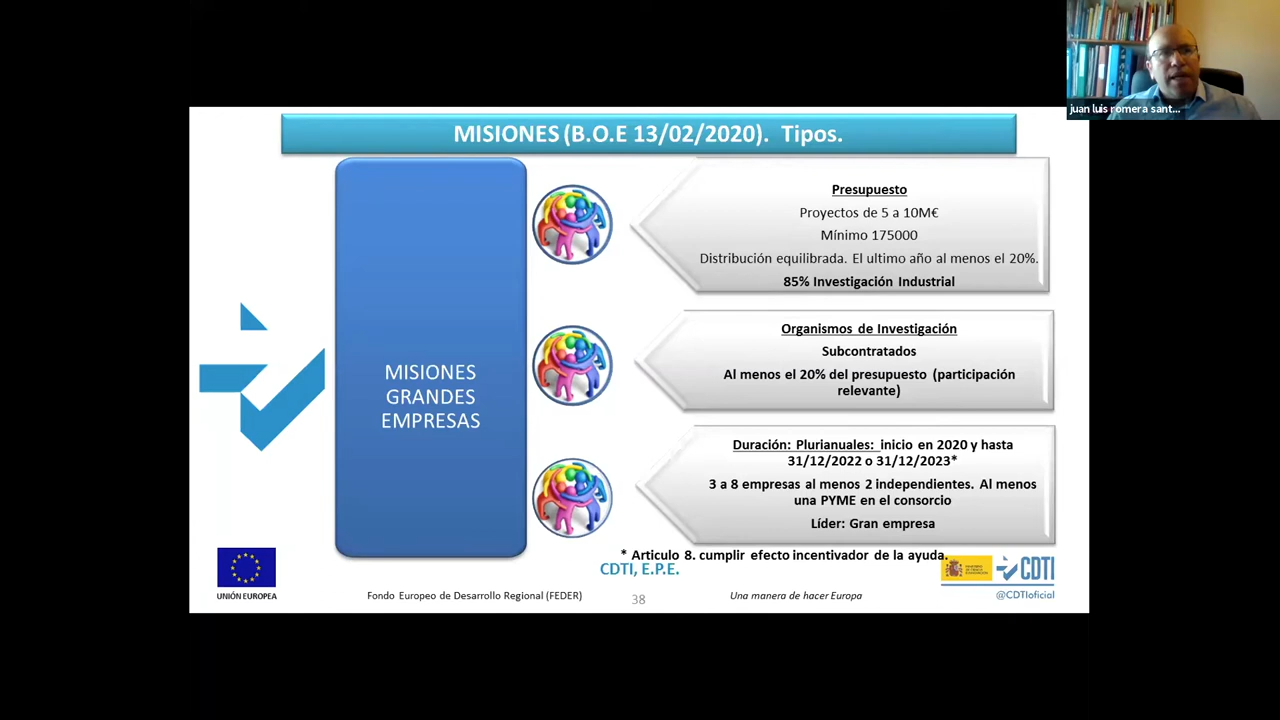 juan luis romera sant...
MISIONES (B.O.E 13/02/2020). Tipos.
MISIONES
GRANDES
EMPRESAS
Presupuesto
Proyectos de 5 a 10M€
Mínimo 175000
Distribución equilibrada. El ultimo año al menos el 20%.
85% Investigación Industrial
Organismos de Investigación
Subcontratados
Al menos el 20% del presupuesto (participación
relevante)
Duración: Plurianuales: inicio en 2020 y hasta
31/12/2022 o 31/12/2023*
3 a 8 empresas al menos 2 independientes. Al menos
una PYME en el consorcio
Líder: Gran empresa
* Articulo 8. cumplir efecto incentivador de la ayuda.
CDTI, E.P.E.
UNIÓN EUROPEA
Fondo Europeo de Desarrollo Regional (FEDER)
38
Una manera de hacer Europa
CDTI
@CDTIoficial